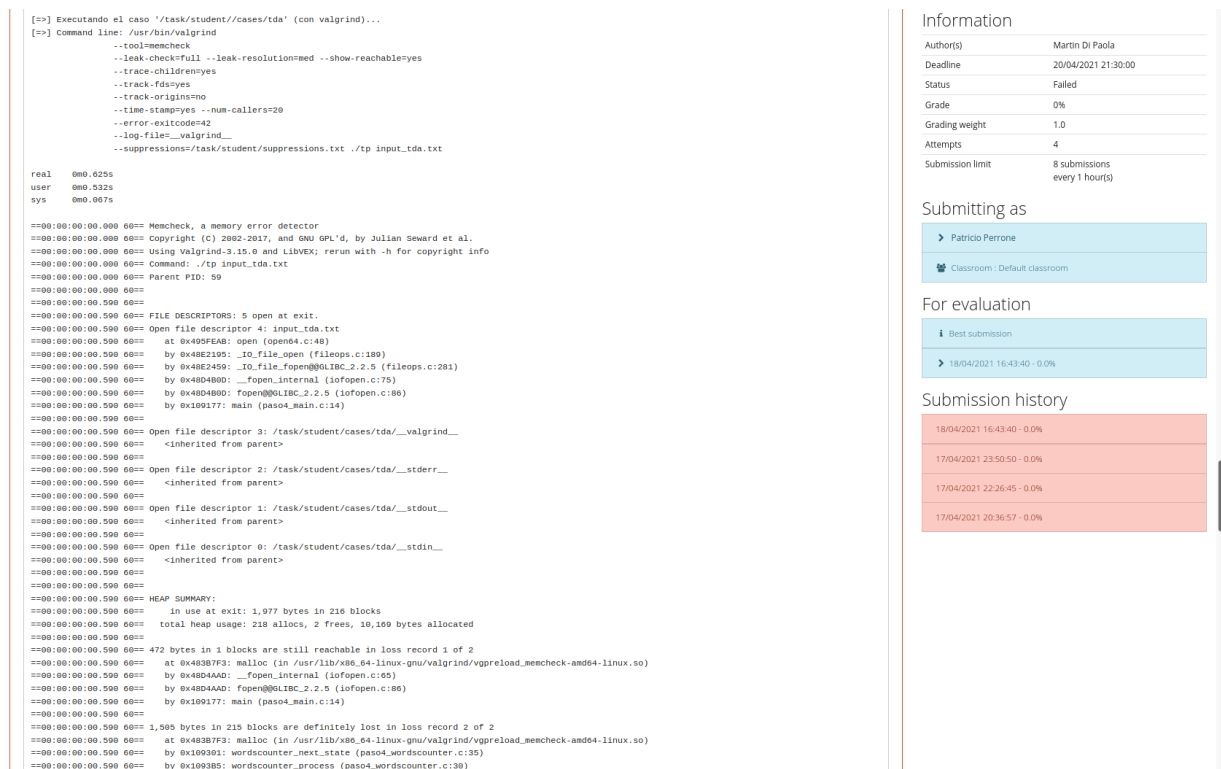 [=>] Executando el caso '/task/student//cases/tda' (con valgrind)...
[=>] Command line: /usr/bin/valgrind
--tool=memcheck
--leak-check=full --leak-resolution=med --show-reachable=yes
--trace-children=yes
--track-fds=yes
--track-origins=no
--time-stamp=yes --num-callers=20
--error-exitcode=42
--log-file=__valgrind__
--suppressions=/task/student/suppressions.txt ./tp input_tda.txt
real 0m0.625s
user 0m0.532s
sys 0m0.067s
==00:00:00:00.000 60== Memcheck, a memory error detector
==00:00:00:00.000 60== Copyright (C) 2002-2017, and GNU GPL'd, by Julian Seward et al.
==00:00:00:00.000 60== Using Valgrind-3.15.0 and LibVEX; rerun with -h for copyright info
==00:00:00:00.000 60== Command: ./tp input_tda.txt
==00:00:00:00.000 60== Parent PID: 59
==00:00:00:00.000 60==
==00:00:00:00.590 60==
==00:00:00:00.590 60== FILE DESCRIPTORS: 5 open at exit.
==00:00:00:00.590 60== Open file descriptor 4: input_tda.txt
==00:00:00:00.590 60==    at 0x495FEAB: open (open64.c:48)
==00:00:00:00.590 60==    by 0x48E2195: _IO_file_open (fileops.c:189)
==00:00:00:00.590 60==    by 0x48E2459: _IO_file_fopen@@GLIBC_2.2.5 (fileops.c:281)
==00:00:00:00.590 60==    by 0x48D4B0D: __fopen_internal (iofopen.c:75)
==00:00:00:00.590 60==    by 0x48D4B0D: fopen@@GLIBC_2.2.5 (iofopen.c:86)
==00:00:00:00.590 60==    by 0x109177: main (paso4_main.c:14)
==00:00:00:00.590 60==
==00:00:00:00.590 60== Open file descriptor 3: /task/student/cases/tda/__valgrind__
==00:00:00:00.590 60==    <inherited from parent>
==00:00:00:00.590 60==
==00:00:00:00.590 60== Open file descriptor 2: /task/student/cases/tda/__stderr__
==00:00:00:00.590 60==    <inherited from parent>
==00:00:00:00.590 60==
==00:00:00:00.590 60== Open file descriptor 1: /task/student/cases/tda/__stdout__
==00:00:00:00.590 60==    <inherited from parent>
==00:00:00:00.590 60==
==00:00:00:00.590 60== Open file descriptor 0: /task/student/cases/tda/__stdin__
==00:00:00:00.590 60==    <inherited from parent>
==00:00:00:00.590 60==
==00:00:00:00.590 60==
==00:00:00:00.590 60== HEAP SUMMARY:
==00:00:00:00.590 60==     in use at exit: 1,977 bytes in 216 blocks
==00:00:00:00.590 60==   total heap usage: 218 allocs, 2 frees, 10,169 bytes allocated
==00:00:00:00.590 60==
==00:00:00:00.590 60== 472 bytes in 1 blocks are still reachable in loss record 1 of 2
==00:00:00:00.590 60==    at 0x483B7F3: malloc (in /usr/lib/x86_64-linux-gnu/valgrind/vgpreload_memcheck-amd64-linux.so)
==00:00:00:00.590 60==    by 0x48D4AAD: __fopen_internal (iofopen.c:65)
==00:00:00:00.590 60==    by 0x48D4AAD: fopen@@GLIBC_2.2.5 (iofopen.c:86)
==00:00:00:00.590 60==    by 0x109177: main (paso4_main.c:14)
==00:00:00:00.590 60==
==00:00:00:00.590 60== 1,505 bytes in 215 blocks are definitely lost in loss record 2 of 2
==00:00:00:00.590 60==    at 0x483B7F3: malloc (in /usr/lib/x86_64-linux-gnu/valgrind/vgpreload_memcheck-amd64-linux.so)
==00:00:00:00.590 60==    by 0x109301: wordscounter_next_state (paso4_wordscounter.c:35)
==00:00:00:00.590 60==    by 0x1093B5: wordscounter_process (paso4_wordscounter.c:30)
Information
Author(s) Martin Di Paola
Deadline 20/04/2021 21:30:00
Status Failed
Grade 0%
Grading weight 1.0
Attempts 4
Submission limit 8 submissions
every 1 hour(s)
Submitting as
Patricio Perrone
Classroom : Default classroom
For evaluation
Best submission
18/04/2021 16:43:40 - 0.0%
Submission history
18/04/2021 16:43:40 - 0.0%
17/04/2021 23:50:50 - 0.0%
17/04/2021 22:26:45 - 0.0%
17/04/2021 20:36:57 - 0.0%